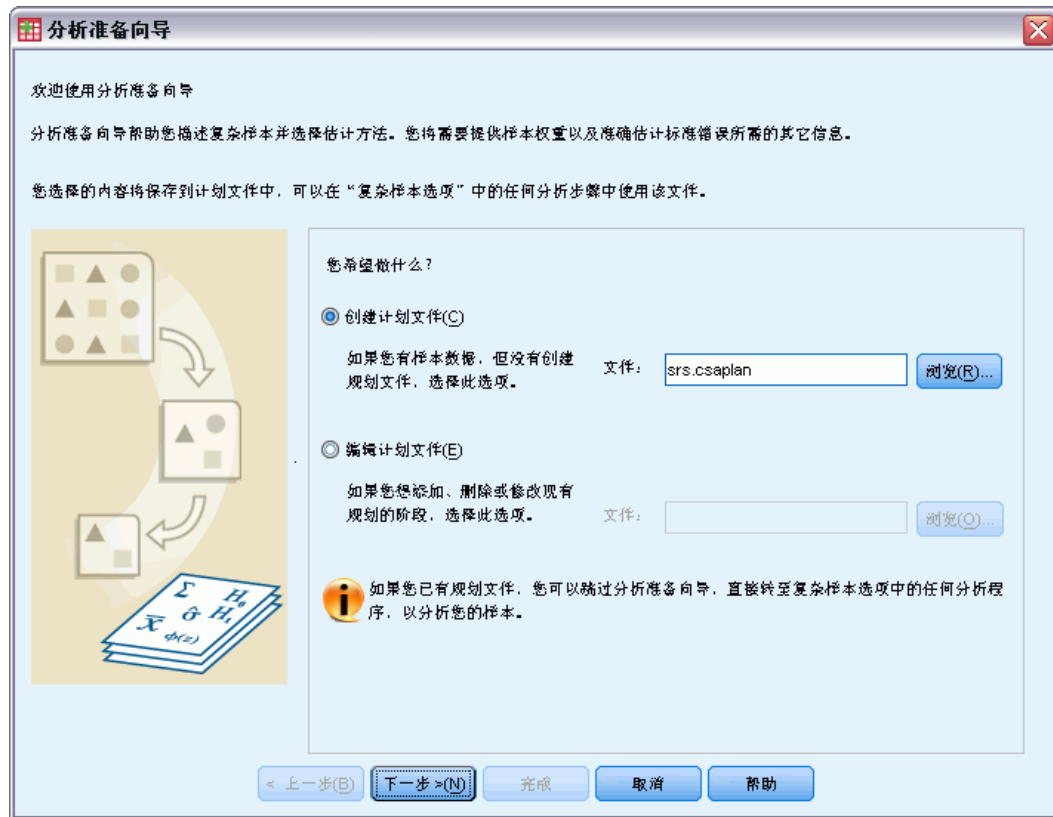 分析准备向导
欢迎使用分析准备向导
分析准备向导帮助您描述复杂样本并选择估计方法。您将需要提供样本权重以及准确估计标准错误所需的其它信息。
您选择的内容将保存到计划文件中，可以在“复杂样本选项”中的任何分析步骤中使用该文件。
您希望做什么？
创建计划文件(C)
如果您有样本数据，但没有创建
规划文件，选择此选项。
文件：
srs.csaplan
浏览(R)...
编辑计划文件(E)
如果您想添加、删除或修改现有
规划的阶段，选择此选项。
文件：
浏览(O)...
如果您已有规划文件，您可以跳过分析准备向导，直接转至复杂样本选项中的任何分析程
序，以分析您的样本。
Σ H₀
x̄ σ̂ H₁
ϕ(z)
< 上一步(B)
下一步 >(N)
完成
取消
帮助